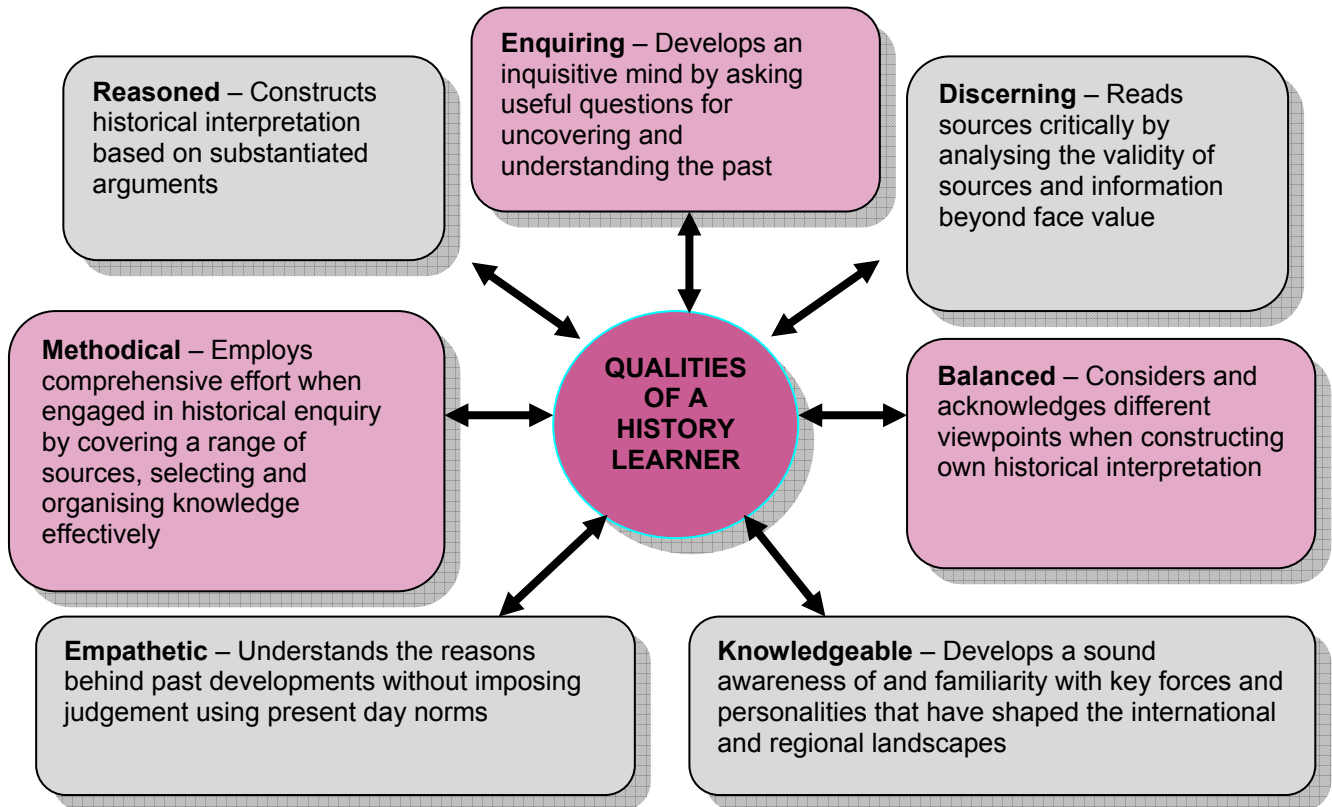 Enquiring – Develops an
inquisitive mind by asking
useful questions for
uncovering and
understanding the past
Reasoned – Constructs
historical interpretation
based on substantiated
arguments
Discerning – Reads
sources critically by
analysing the validity of
sources and information
beyond face value
QUALITIES
OF A
HISTORY
LEARNER
Methodical – Employs
comprehensive effort when
engaged in historical enquiry
by covering a range of
sources, selecting and
organising knowledge
effectively
Balanced – Considers and
acknowledges different
viewpoints when constructing
own historical interpretation
Empathetic – Understands the reasons
behind past developments without imposing
judgement using present day norms
Knowledgeable – Develops a sound
awareness of and familiarity with key forces and
personalities that have shaped the international
and regional landscapes